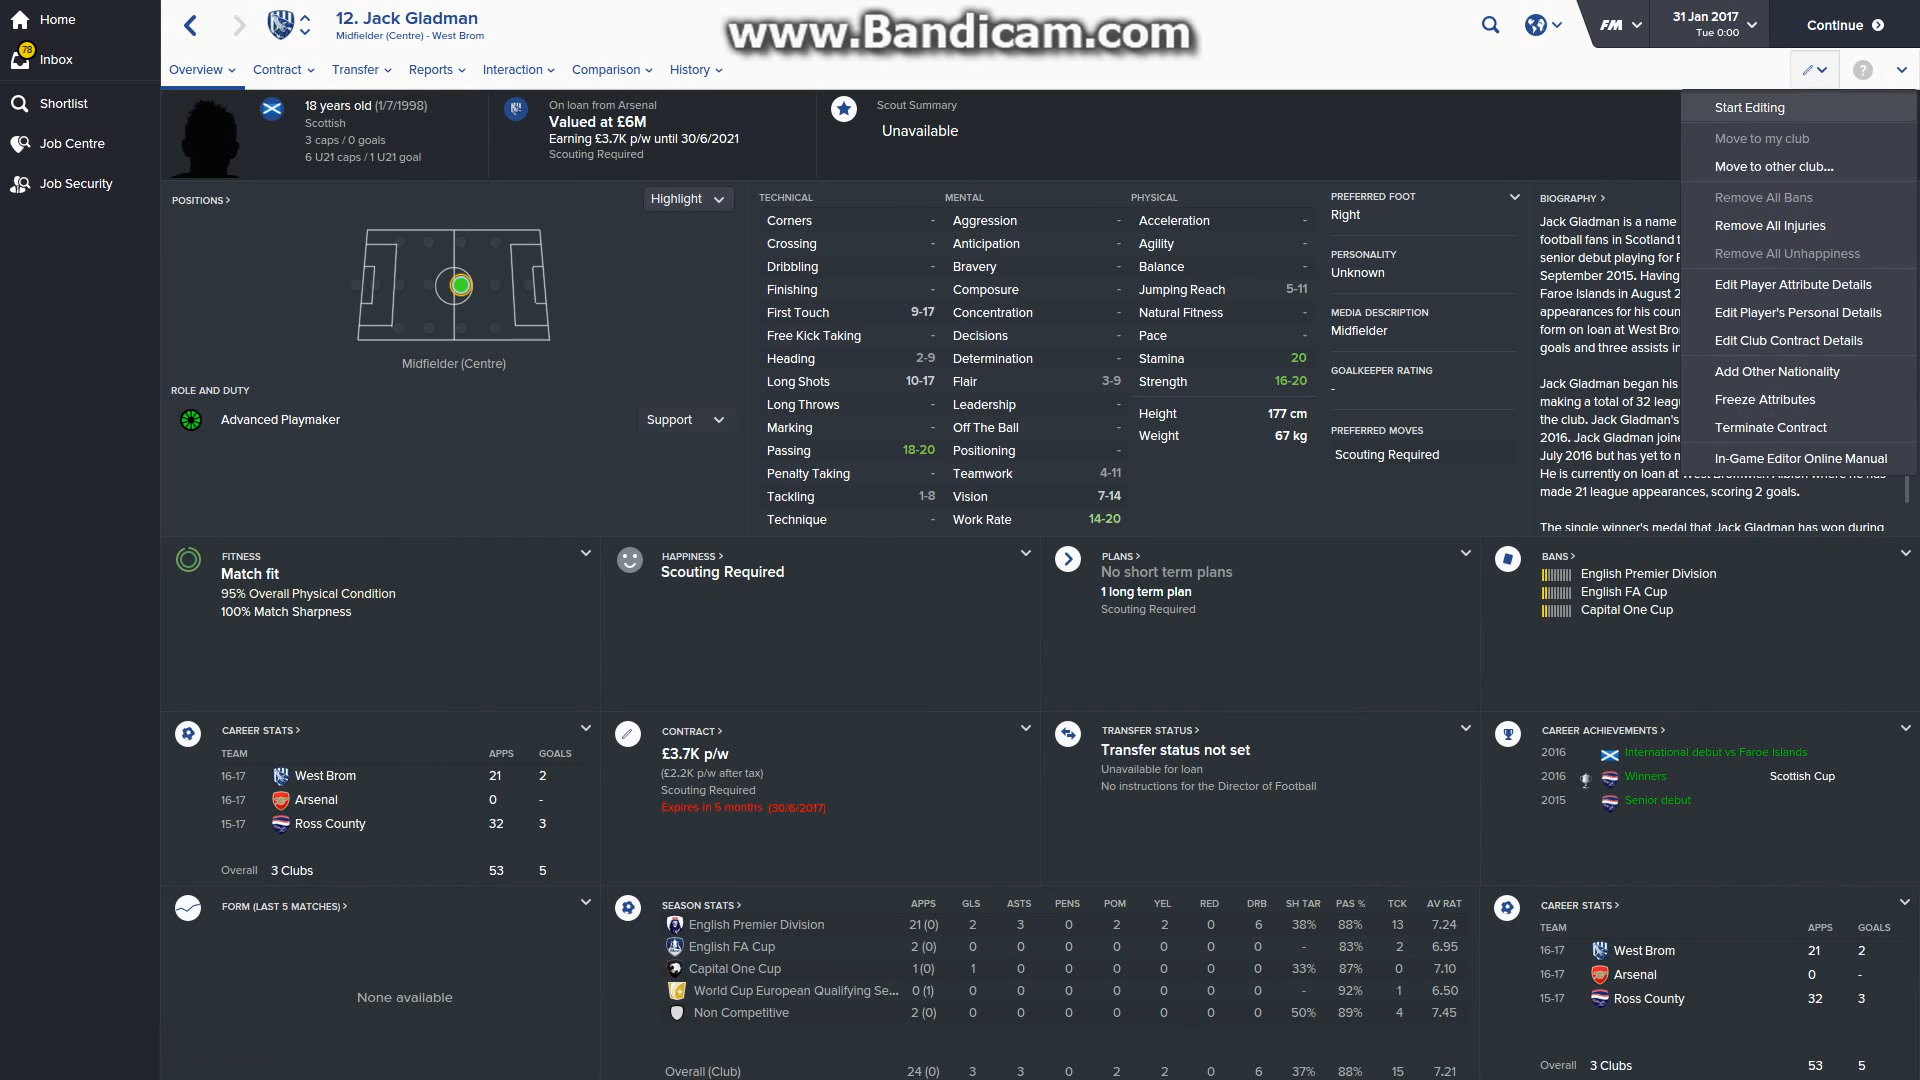 Home
Inbox
78
Shortlist
Job Centre
Job Security
12. Jack Gladman
Midfielder (Centre) - West Brom
www.Bandicam.com
FM
31 Jan 2017
Tue 0:00
Continue
Overview
Contract
Transfer
Reports
Interaction
Comparison
History
?
18 years old (1/7/1998)
Scottish
3 caps / 0 goals
6 U21 caps / 1 U21 goal
On loan from Arsenal
Valued at £6M
Earning £3.7K p/w until 30/6/2021
Scouting Required
Scout Summary
Unavailable
Start Editing
Move to my club
Move to other club...
Remove All Bans
Remove All Injuries
Remove All Unhappiness
Edit Player Attribute Details
Edit Player's Personal Details
Edit Club Contract Details
Add Other Nationality
Freeze Attributes
Terminate Contract
In-Game Editor Online Manual
POSITIONS >
Highlight
Midfielder (Centre)
ROLE AND DUTY
Advanced Playmaker
Support
TECHNICAL
Corners -
Crossing -
Dribbling -
Finishing -
First Touch 9-17
Free Kick Taking -
Heading 2-9
Long Shots 10-17
Long Throws -
Marking -
Passing 18-20
Penalty Taking -
Tackling 1-8
Technique -
MENTAL
Aggression -
Anticipation -
Bravery -
Composure -
Concentration -
Decisions -
Determination -
Flair 3-9
Leadership -
Off The Ball -
Positioning -
Teamwork 4-11
Vision 7-14
Work Rate 14-20
PHYSICAL
Acceleration -
Agility -
Balance -
Jumping Reach 5-11
Natural Fitness -
Pace -
Stamina 20
Strength 16-20
Height 177 cm
Weight 67 kg
PREFERRED FOOT
Right
PERSONALITY
Unknown
MEDIA DESCRIPTION
Midfielder
GOALKEEPER RATING
-
PREFERRED MOVES
Scouting Required
BIOGRAPHY >
Jack Gladman is a name
football fans in Scotland
senior debut playing for
September 2015. Having
Faroe Islands in August
appearances for his coun
form on loan at West Bro
goals and three assists in
Jack Gladman began his
making a total of 32 leag
the club. Jack Gladman's
2016. Jack Gladman joine
July 2016 but has yet to
He is currently on loan at West Bromwich Albion where he has
made 21 league appearances, scoring 2 goals.
The single winner's medal that Jack Gladman has won during
FITNESS
Match fit
95% Overall Physical Condition
100% Match Sharpness
HAPPINESS >
Scouting Required
PLANS >
No short term plans
1 long term plan
Scouting Required
BANS >
English Premier Division
English FA Cup
Capital One Cup
CAREER STATS >
TEAM APPS GOALS
16-17 West Brom 21 2
16-17 Arsenal 0 -
15-17 Ross County 32 3
Overall 3 Clubs 53 5
CONTRACT >
£3.7K p/w
(£2.2K p/w after tax)
Scouting Required
Expires in 5 months (30/6/2017)
TRANSFER STATUS >
Transfer status not set
Unavailable for loan
No instructions for the Director of Football
CAREER ACHIEVEMENTS >
2016 International debut vs Faroe Islands
2016 Winners Scottish Cup
2015 Senior debut
FORM (LAST 5 MATCHES) >
None available
SEASON STATS > APPS GLS ASTS PENS POM YEL RED DRB SH TAR PAS % TCK AV RAT
English Premier Division 21 (0) 2 3 0 2 2 0 6 38% 88% 13 7.24
English FA Cup 2 (0) 0 0 0 0 0 0 0 - 83% 2 6.95
Capital One Cup 1 (0) 1 0 0 0 0 0 0 33% 87% 0 7.10
World Cup European Qualifying Se... 0 (1) 0 0 0 0 0 0 0 - 92% 1 6.50
Non Competitive 2 (0) 0 0 0 0 0 0 0 50% 89% 4 7.45
Overall (Club) 24 (0) 3 3 0 2 2 0 6 37% 88% 15 7.21
CAREER STATS >
TEAM APPS GOALS
16-17 West Brom 21 2
16-17 Arsenal 0 -
15-17 Ross County 32 3
Overall 3 Clubs 53 5